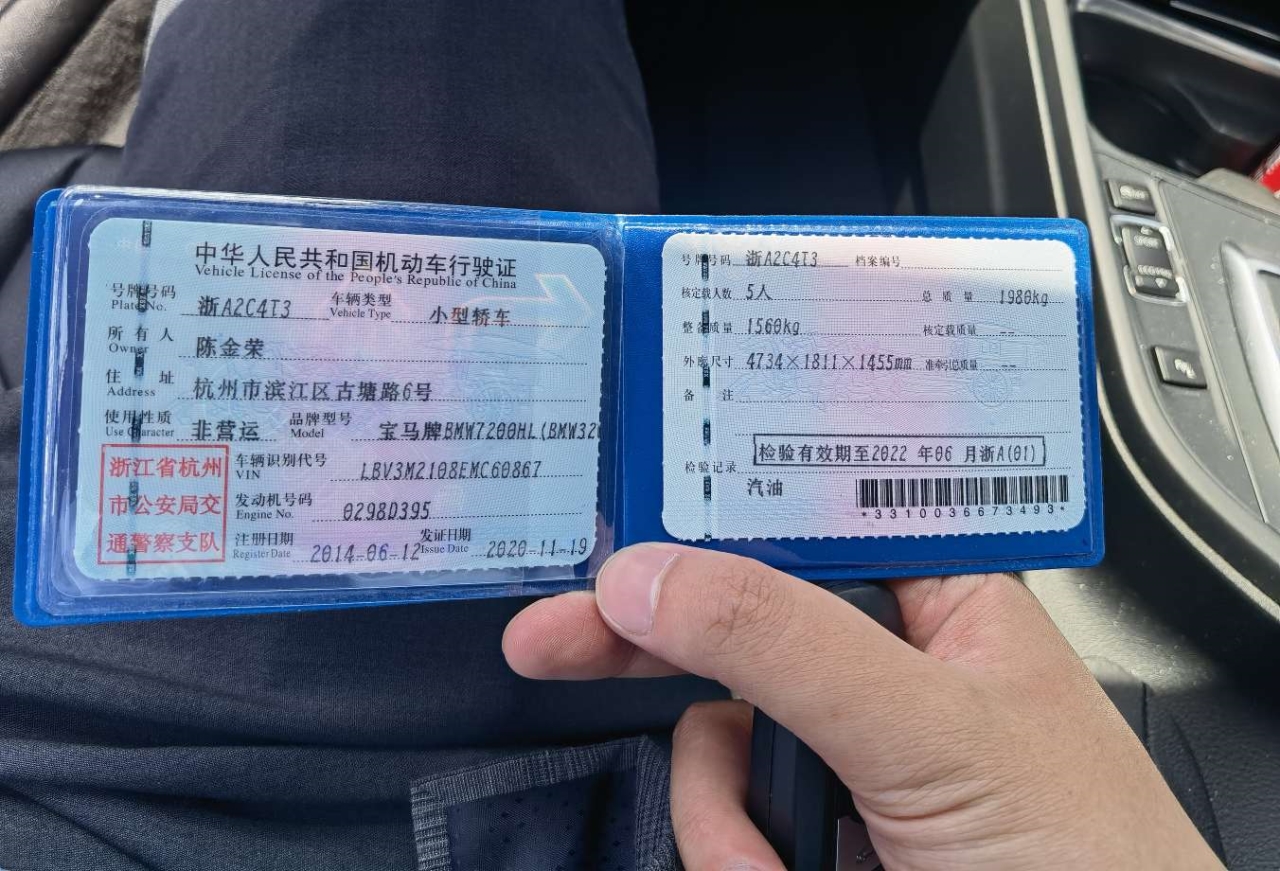 中华人民共和国机动车行驶证
Vehicle License of the People's Republic of China
号牌号码 浙A2C4T3 车辆类型 小型轿车
Plate No. Vehicle Type
所有人 陈金荣
Owner
住址 杭州市滨江区古塘路6号
Address
使用性质 非营运 品牌型号 宝马牌BMW7200HL(BMW32
Use Character Model
浙江省杭州
市公安局交
通警察支队
车辆识别代号 LBV3M2108EMC60867
VIN
发动机号码 0298D395
Engine No.
注册日期 2014-06-12 发证日期 2020-11-19
Register Date Issue Date
号牌号码 浙A2C4T3 档案编号
核定载人数 5人 总质量 1980kg
整备质量 1560kg 核定载质量 --
外廓尺寸 4734×1811×1455mm 准牵引总质量 --
备注
检验有效期至2022 年06 月浙A(01)
检验记录
汽油
*3310036673493*